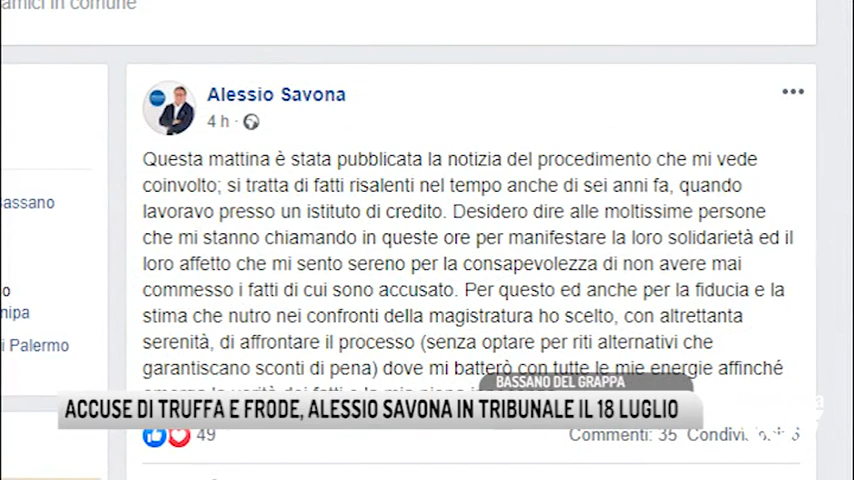 amici in comune
Alessio Savona
4 h
Questa mattina è stata pubblicata la notizia del procedimento che mi vede
coinvolto; si tratta di fatti risalenti nel tempo anche di sei anni fa, quando
lavoravo presso un istituto di credito. Desidero dire alle moltissime persone
che mi stanno chiamando in queste ore per manifestare la loro solidarietà ed il
loro affetto che mi sento sereno per la consapevolezza di non avere mai
commesso i fatti di cui sono accusato. Per questo ed anche per la fiducia e la
stima che nutro nei confronti della magistratura ho scelto, con altrettanta
serenità, di affrontare il processo (senza optare per riti alternativi che
garantiscano sconti di pena) dove mi batterò con tutte le mie energie affinché
assano
o
nipa
i Palermo
BASSANO DEL GRAPPA
ACCUSE DI TRUFFA E FRODE, ALESSIO SAVONA IN TRIBUNALE IL 18 LUGLIO
49
Commenti: 35